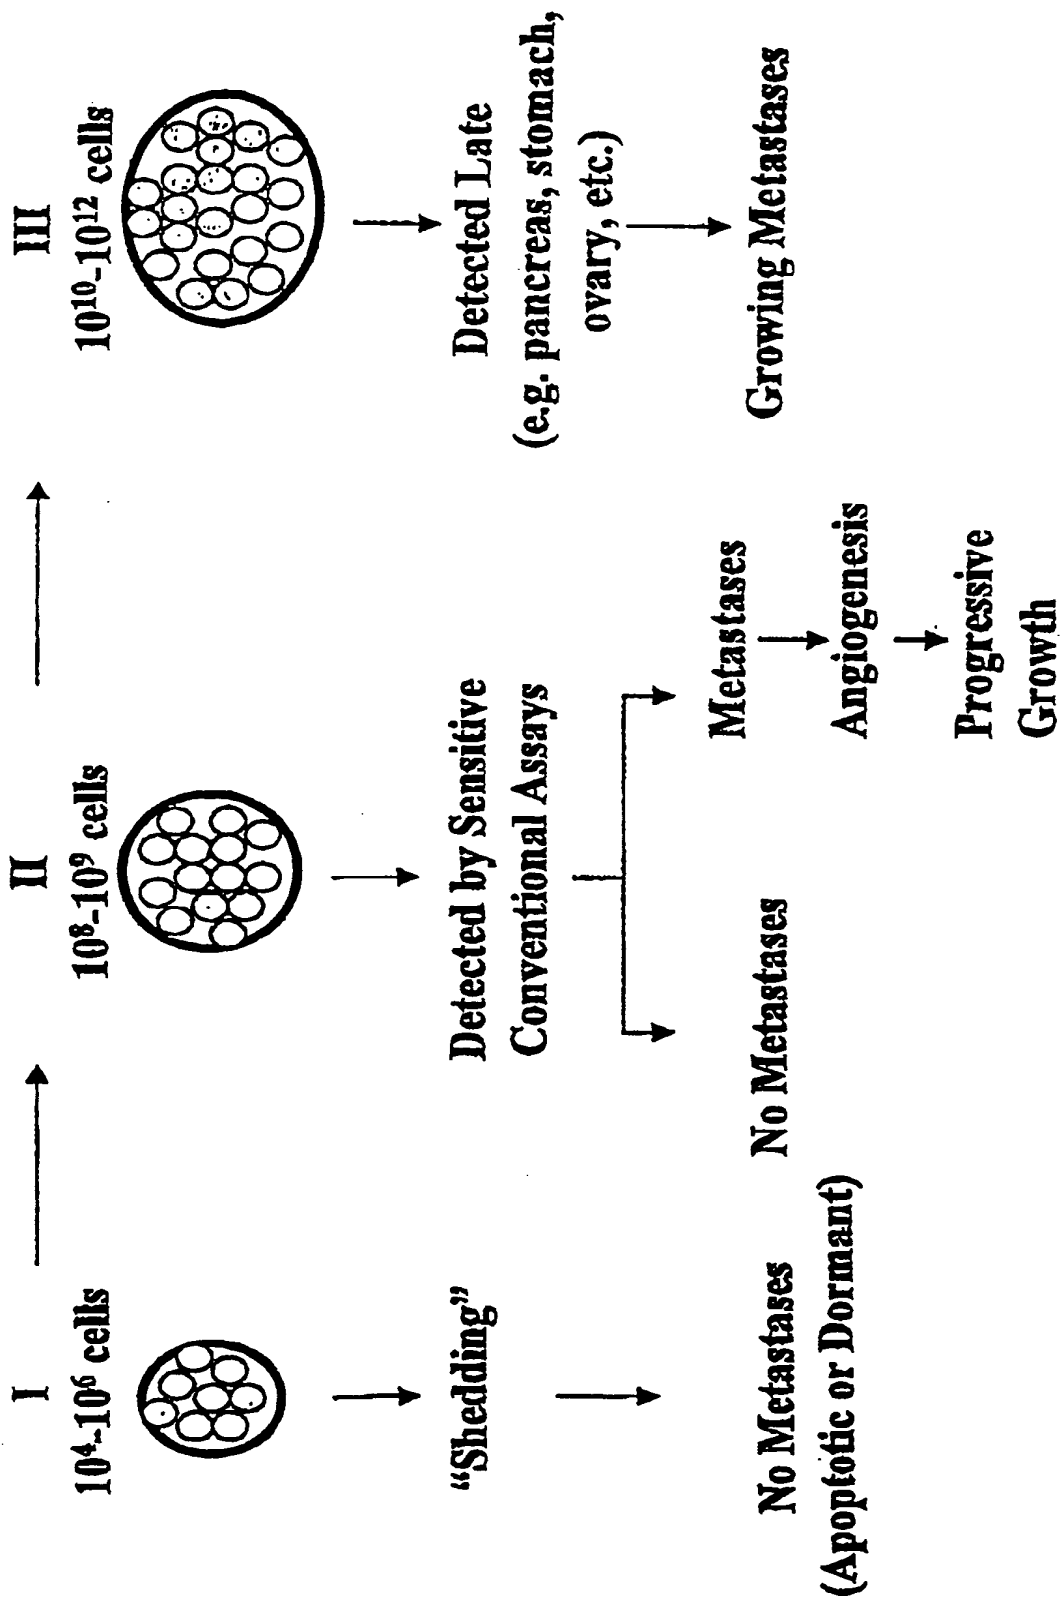 I
10⁴-10⁶ cells
“Shedding”
No Metastases
(Apoptotic or Dormant)
II
10⁸-10⁹ cells
Detected by Sensitive
Conventional Assays
No Metastases
Metastases
Angiogenesis
Progressive
Growth
III
10¹⁰-10¹² cells
Detected Late
(e.g. pancreas, stomach,
ovary, etc.)
Growing Metastases